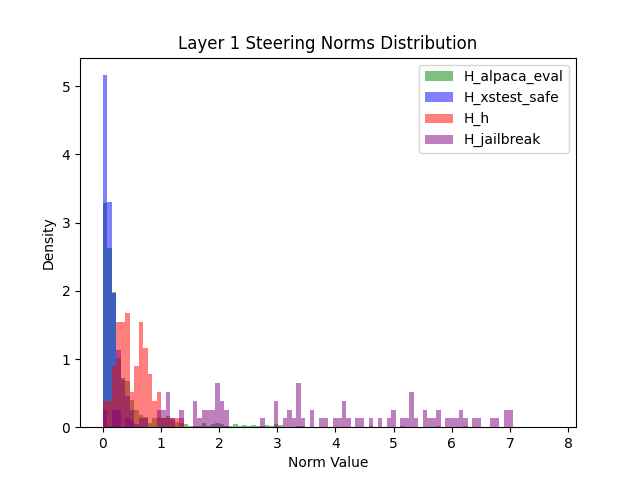 Layer 1 Steering Norms Distribution
H_alpaca_eval
H_xstest_safe
H_h
H_jailbreak
5
4
3
2
1
0
Density
0 1 2 3 4 5 6 7 8
Norm Value